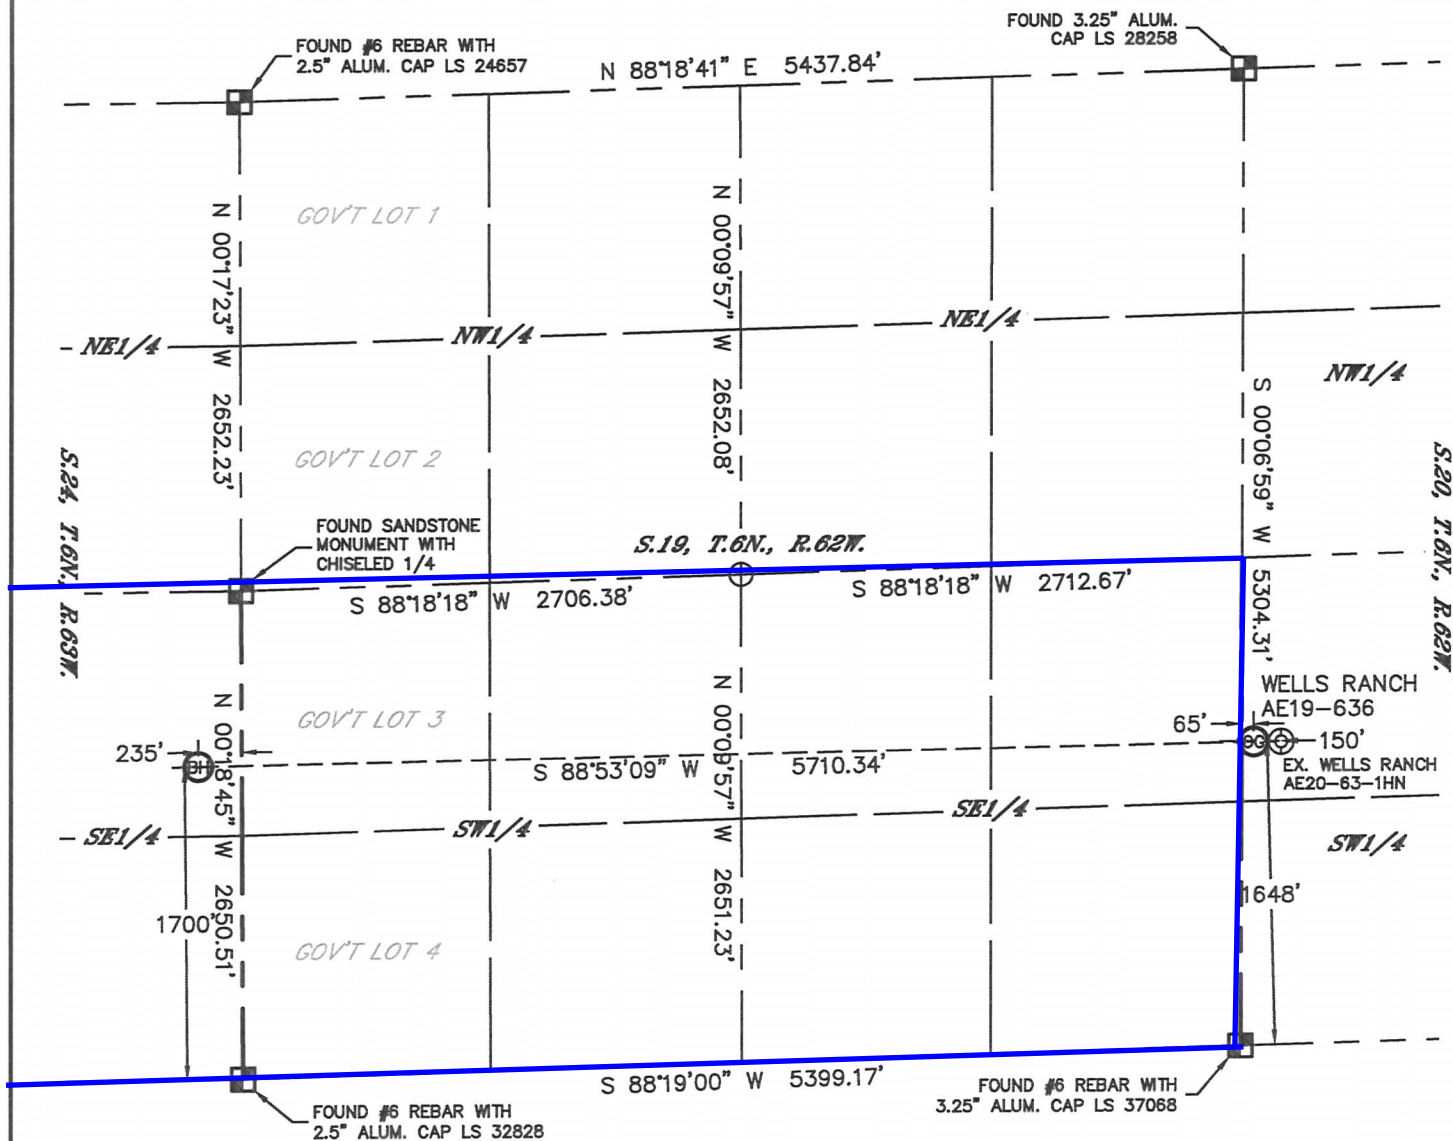 FOUND 3.25" ALUM.
CAP LS 28258
FOUND #6 REBAR WITH
2.5" ALUM. CAP LS 24657
N 88°18'41" E 5437.84'
GOV'T LOT 1
N 00°17'23" W 2652.23'
N 00°09'57" W 2652.08'
S 00°06'59" W 5304.31'
- NE1/4
NW1/4
NE1/4
NW1/4
GOV'T LOT 2
S.24, T.6N., R.63W.
S.20, T.6N., R.62W.
FOUND SANDSTONE
MONUMENT WITH
CHISELED 1/4
S.19, T.6N., R.62W.
S 88°18'18" W 2706.38'
S 88°18'18" W 2712.67'
WELLS RANCH
AE19-636
GOV'T LOT 3
N 00°18'45" W 2650.51'
N 00°09'57" W 2651.23'
65'
235'
BH
150'
S 88°53'09" W 5710.34'
EX. WELLS RANCH
AE20-63-1HN
- SE1/4
SW1/4
SE1/4
SW1/4
1648'
1700'
GOV'T LOT 4
S 88°19'00" W 5399.17'
FOUND #6 REBAR WITH
3.25" ALUM. CAP LS 37068
FOUND #6 REBAR WITH
2.5" ALUM. CAP LS 32828